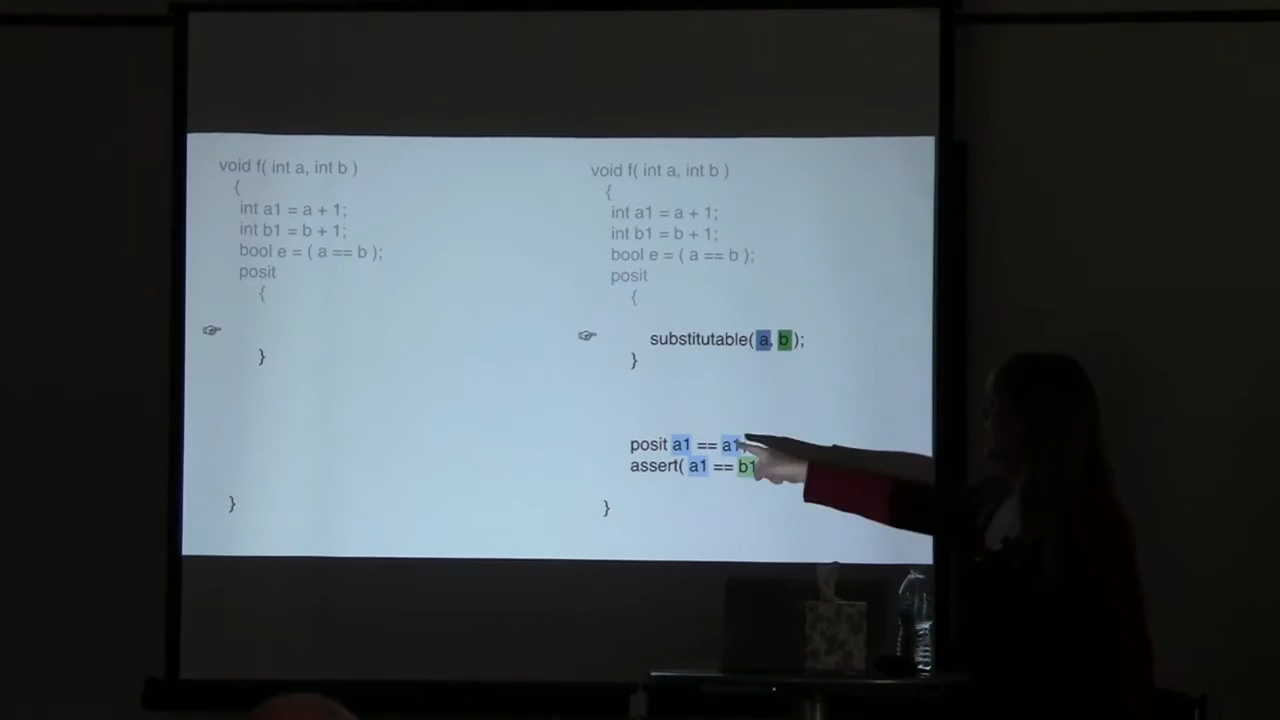 void f( int a, int b )
{
int a1 = a + 1;
int b1 = b + 1;
bool e = ( a == b );
posit
{
}
}
void f( int a, int b )
{
int a1 = a + 1;
int b1 = b + 1;
bool e = ( a == b );
posit
{
substitutable( a, b );
}
posit a1 == a1;
assert( a1 == b1
}